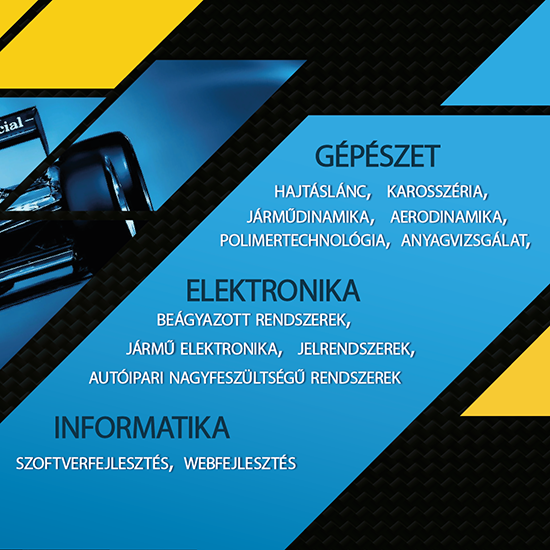 cial
GÉPÉSZET
HAJTÁSLÁNC, KAROSSZÉRIA,
JÁRMŰDINAMIKA, AERODINAMIKA,
POLIMERTECHNOLÓGIA, ANYAGVIZSGÁLAT,
ELEKTRONIKA
BEÁGYAZOTT RENDSZEREK,
JÁRMŰ ELEKTRONIKA, JELRENDSZEREK,
AUTÓIPARI NAGYFESZÜLTSÉGŰ RENDSZEREK
INFORMATIKA
SZOFTVERFEJLESZTÉS, WEBFEJLESZTÉS